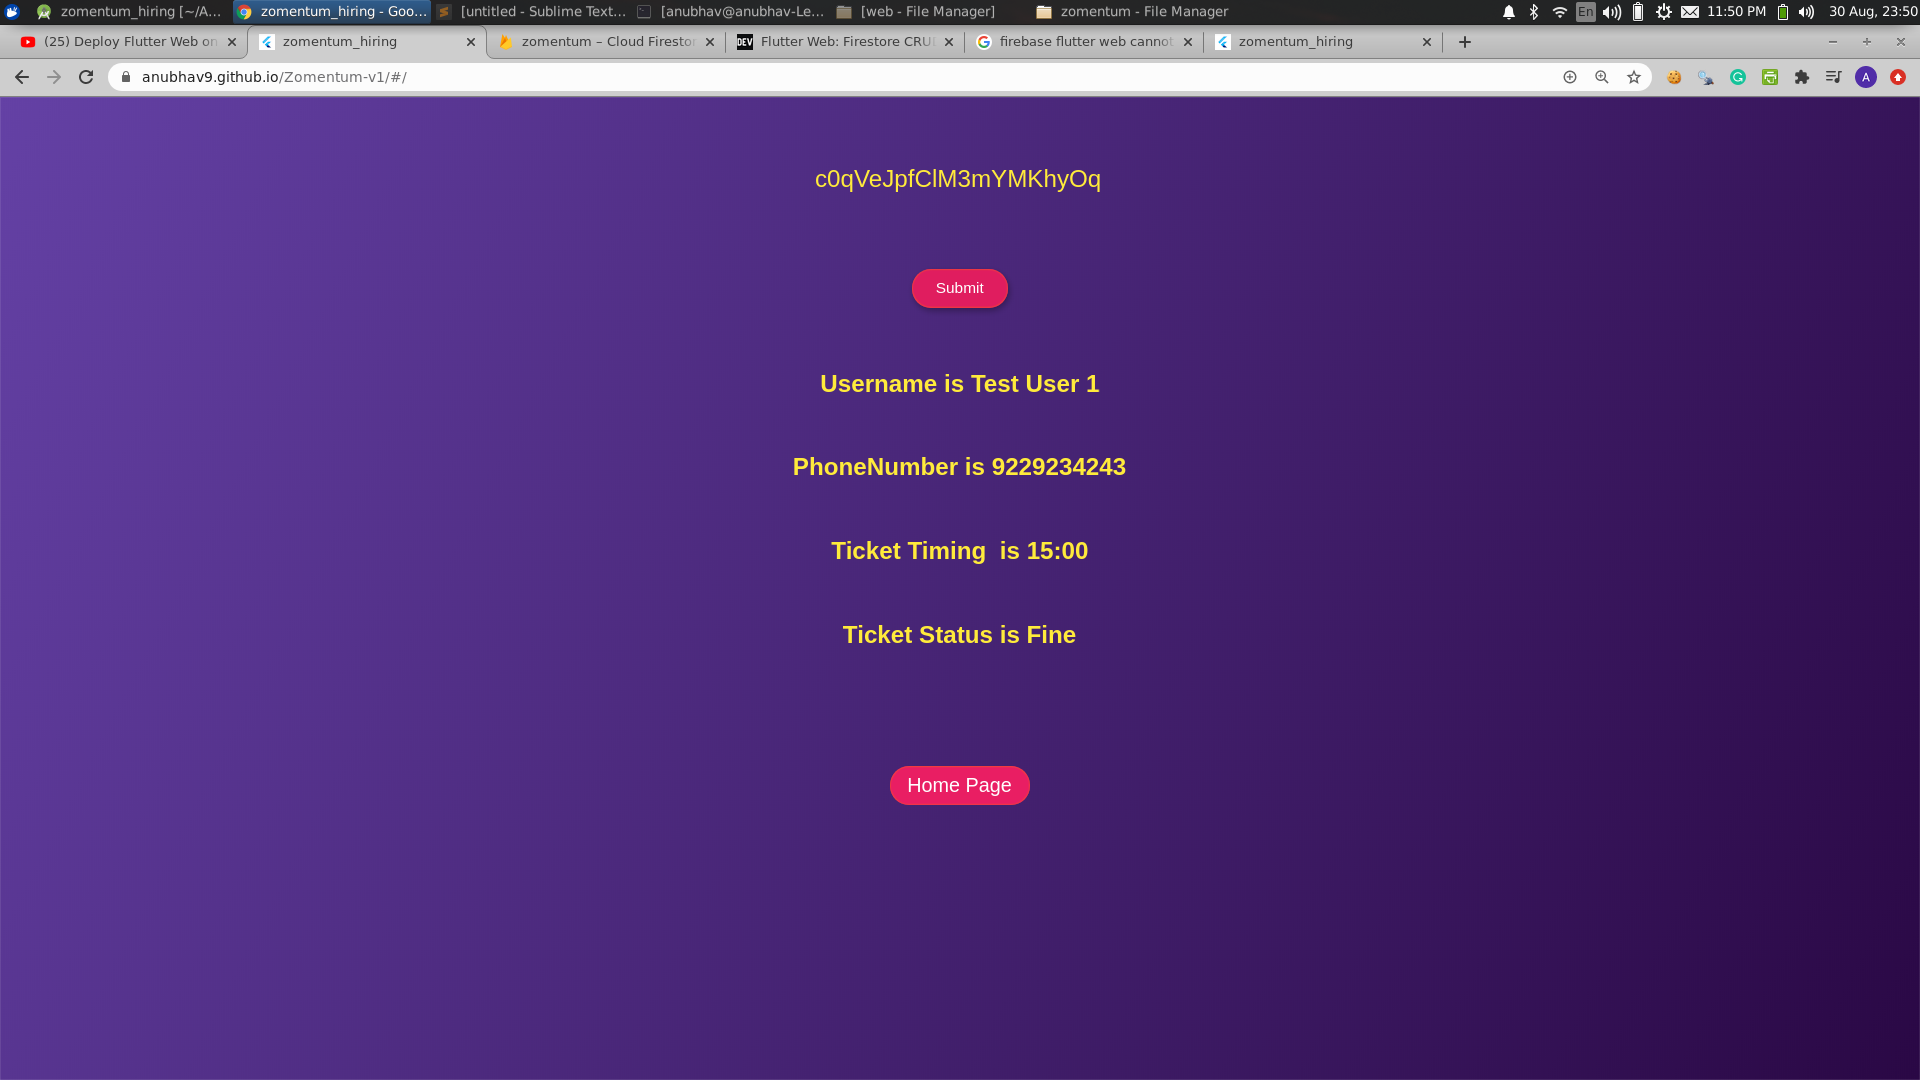 zomentum_hiring [~/A... zomentum_hiring - Goo... [untitled - Sublime Text... [anubhav@anubhav-Le... [web - File Manager] zomentum - File Manager En 11:50 PM 30 Aug, 23:50
(25) Deploy Flutter Web on zomentum_hiring zomentum – Cloud Firestor DEV Flutter Web: Firestore CRU firebase flutter web cannot zomentum_hiring
anubhav9.github.io/Zomentum-v1/#/ A
c0qVeJpfClM3mYMKhyOq
Submit
Username is Test User 1
PhoneNumber is 9229234243
Ticket Timing  is 15:00
Ticket Status is Fine
Home Page